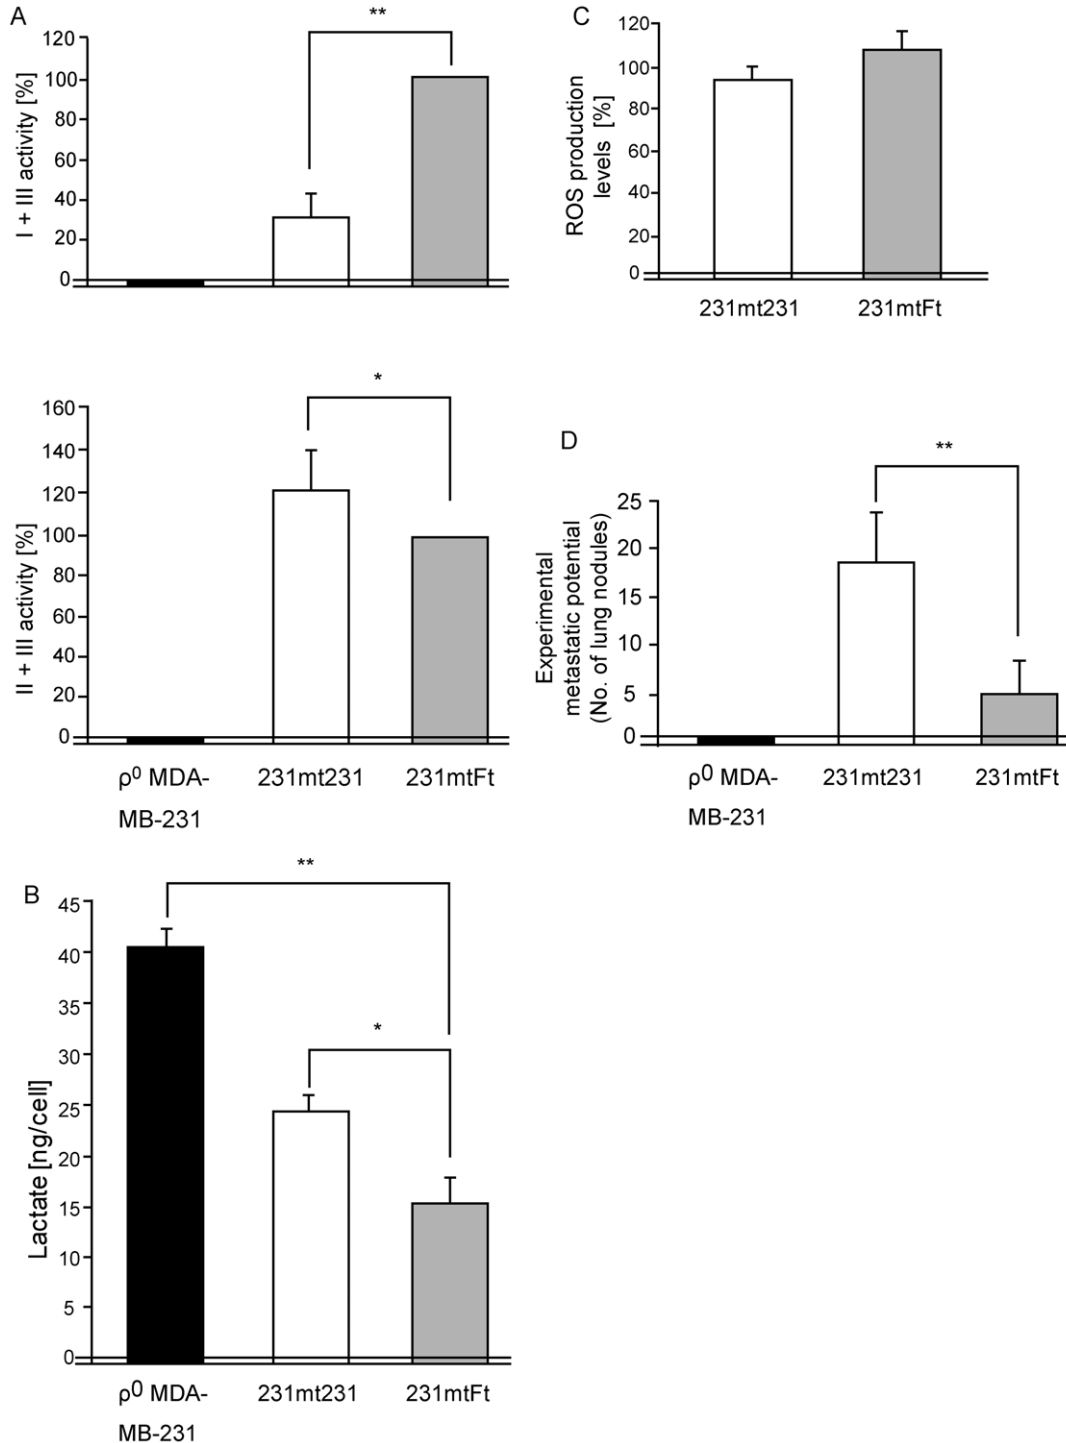 A
**
I + III activity [%]
120
100
80
60
40
20
0
*
II + III activity [%]
160
140
120
100
80
60
40
20
0
ρ⁰ MDA-
MB-231
231mt231
231mtFt
B
**
*
Lactate [ng/cell]
45
40
35
30
25
20
15
10
5
0
ρ⁰ MDA-
MB-231
231mt231
231mtFt
C
ROS production
levels [%]
120
100
80
60
40
20
0
231mt231
231mtFt
D
**
Experimental
metastatic potential
(No. of lung nodules)
25
20
15
10
5
0
ρ⁰ MDA-
MB-231
231mt231
231mtFt